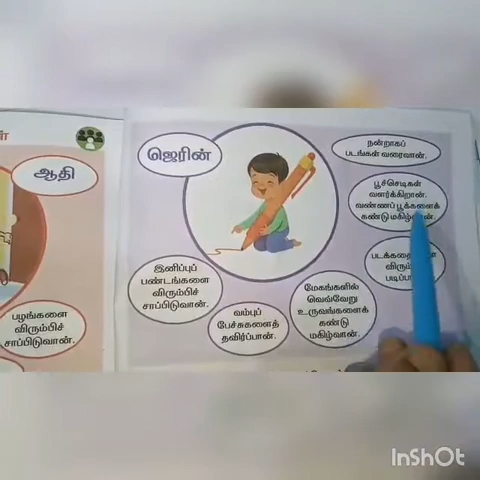 ஆதி
பழங்களை
விரும்பிச்
சாப்பிடுவான்.
ஜெரின்
நன்றாகப்
படங்கள் வரைவான்.
பூச்செடிகள்
வளர்க்கிறான்.
வண்ணப் பூக்களைக்
கண்டு
விரும்பி
மேகங்களில்
வெவ்வேறு
உருவங்களைக்
கண்டு
மகிழ்வான்.
வம்புப்
பேச்சுகளைத்
தவிர்ப்பான்.
இனிப்புப்
பண்டங்களை
விரும்பிச்
சாப்பிடுவான்.
InShOt